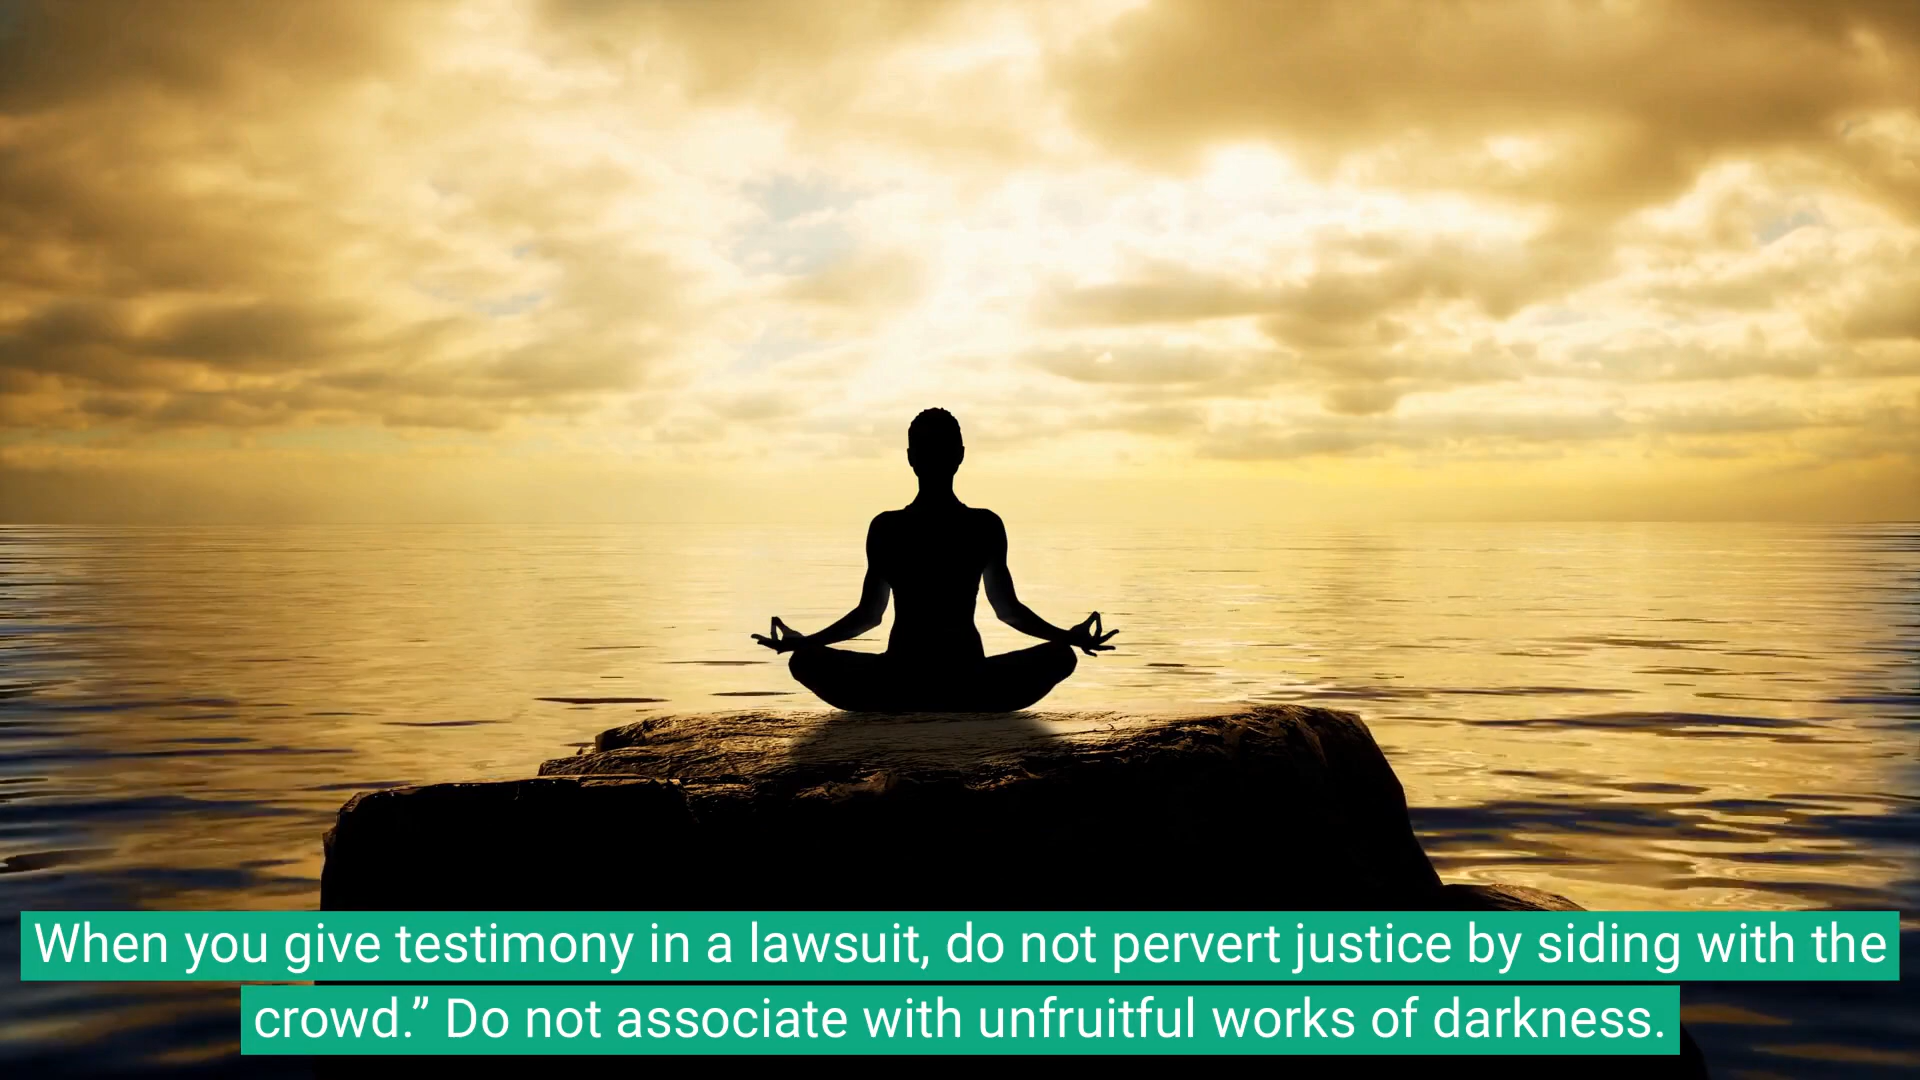 When you give testimony in a lawsuit, do not pervert justice by siding with the
crowd.” Do not associate with unfruitful works of darkness.